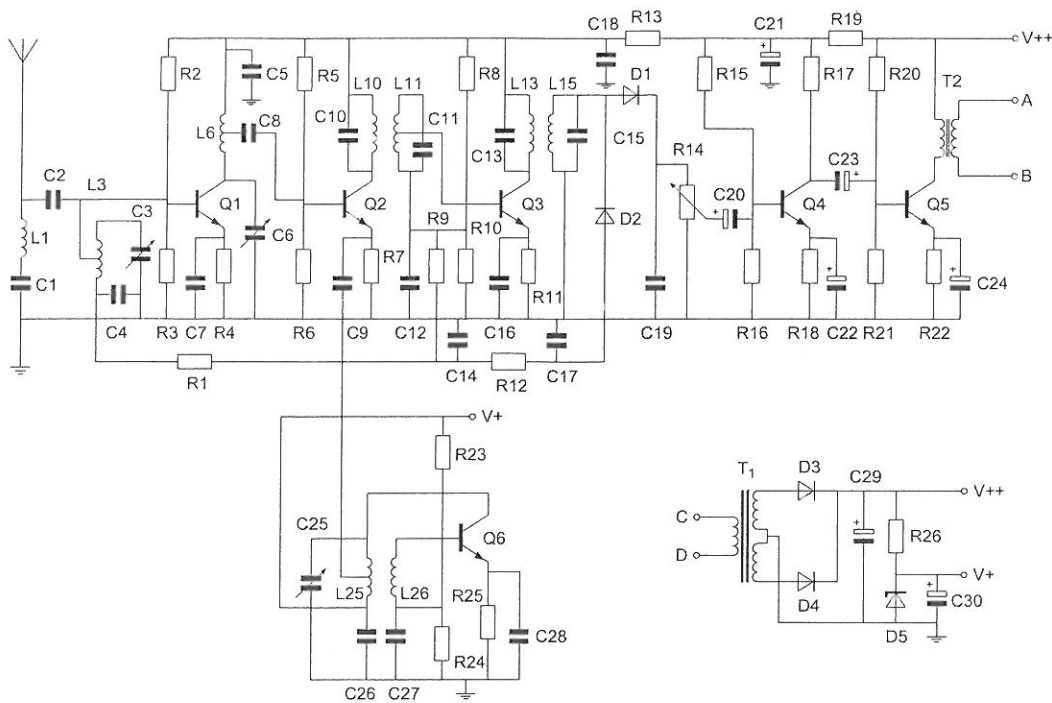 C18 R13 C21 R19 V++
R2 C5 R5 L10 L11 R8 L13 L15 D1 R15 R17 R20 T2
C8 C10 C11 C13 C15 A
L6 R14 C23
C2 L3 C20 B
C3 Q1 Q2 Q3 D2 Q4 Q5
L1 C6 R7 R9 R10
C1 R11 C24
C4 R3 C7 R4 R6 C9 C12 C16 C19 R16 R18 C22 R21 R22
R1 C14 R12 C17
V+
R23
T1 D3 C29 V++
C25 Q6 C R26
D
L25 L26 R25 D4 V+
C30
R24 C28 D5
C26 C27